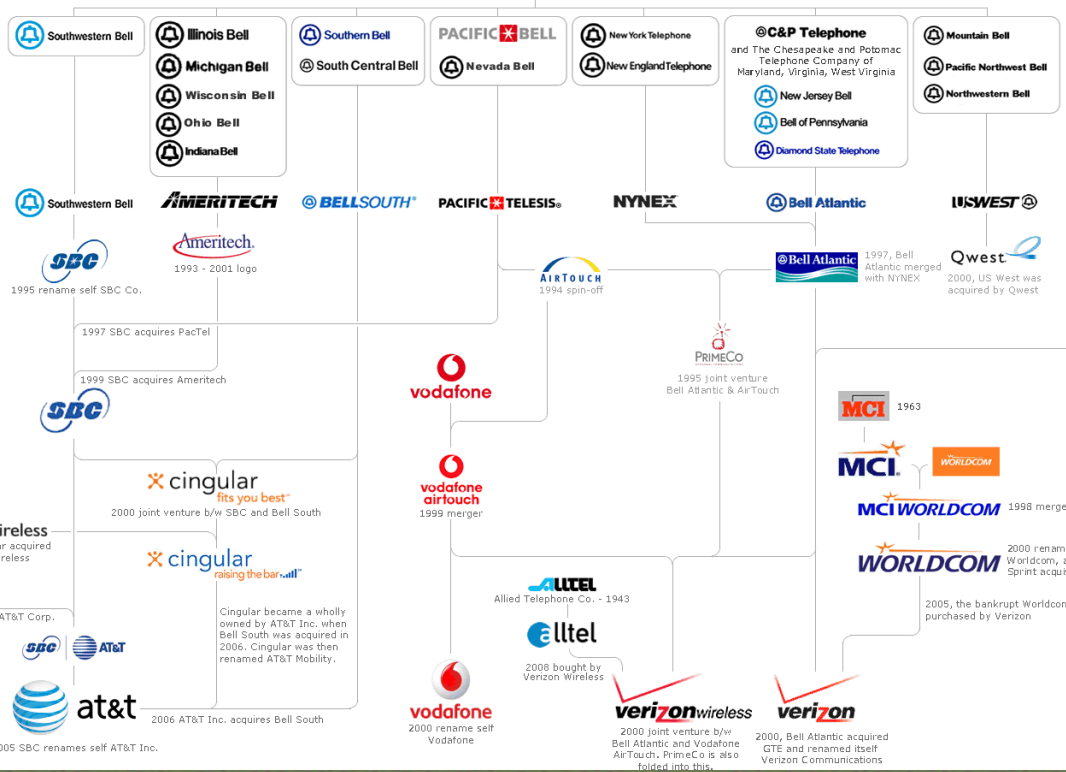 Southwestern Bell
Illinois Bell
Michigan Bell
Wisconsin Bell
Ohio Bell
Indiana Bell
Southern Bell
South Central Bell
PACIFIC BELL
Nevada Bell
New York Telephone
New England Telephone
C&P Telephone
and The Chesapeake and Potomac
Telephone Company of
Maryland, Virginia, West Virginia
New Jersey Bell
Bell of Pennsylvania
Diamond State Telephone
Mountain Bell
Pacific Northwest Bell
Northwestern Bell
Southwestern Bell
AMERITECH
BELLSOUTH®
PACIFIC TELESIS®
NYNEX
Bell Atlantic
USWEST
SBC
1995 rename self SBC Co.
Ameritech.
1993 - 2001 logo
AIRTOUCH
1994 spin-off
Bell Atlantic
1997, Bell
Atlantic merged
with NYNEX
Qwest
2000, US West was
acquired by Qwest
1997 SBC acquires PacTel
PRIMECO
1995 joint venture
Bell Atlantic & AirTouch
1999 SBC acquires Ameritech
SBC
vodafone
MCI
1963
MCI®
WORLDCOM
cingular
fits you best℠
2000 joint venture b/w SBC and Bell South
vodafone
airtouch
1999 merger
MCI WORLDCOM
1998 merge
ireless
ar acquired
reless
cingular
raising the bar
WORLDCOM
2000 renam
Worldcom, a
Sprint acquis
ALLTEL
Allied Telephone Co. - 1943
AT&T Corp.
Cingular became a wholly
owned by AT&T Inc. when
Bell South was acquired in
2006. Cingular was then
renamed AT&T Mobility.
2005, the bankrupt Worldcom
purchased by Verizon
alltel
2008 bought by
Verizon Wireless
SBC
AT&T
at&t
2006 AT&T Inc. acquires Bell South
005 SBC renames self AT&T Inc.
vodafone
2000 rename self
Vodafone
verizon wireless
2000 joint venture b/w
Bell Atlantic and Vodafone
AirTouch. PrimeCo is also
folded into this.
verizon
2000, Bell Atlantic acquired
GTE and renamed itself
Verizon Communications